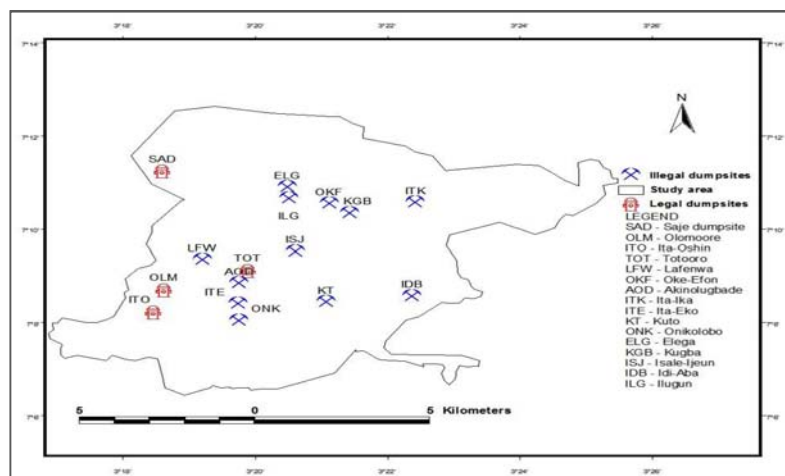 3°18' 3°20' 3°22' 3°24' 3°26'
7°14' 7°14'
N
7°12' 7°12'
SAD
ELG
OKF
KGB
ITK
ILG
7°10' 7°10'
ISJ
LFW
TOT
AOD
OLM
ITE
ITO
ONK
KT
IDB
7°8' 7°8'
Illegal dumpsites
Study area
Legal dumpsites
LEGEND
SAD - Saje dumpsite
OLM - Olomoore
ITO - Ita-Oshin
TOT - Totooro
LFW - Lafenwa
OKF - Oke-Efon
AOD - Akinolugbade
ITK - Ita-Ika
ITE - Ita-Eko
KT - Kuto
ONK - Onikolobo
ELG - Elega
KGB - Kugba
ISJ - Isale-Ijeun
IDB - Idi-Aba
ILG - Ilugun
5 0 5 Kilometers
7°6' 7°6'
3°18' 3°20' 3°22' 3°24' 3°26'